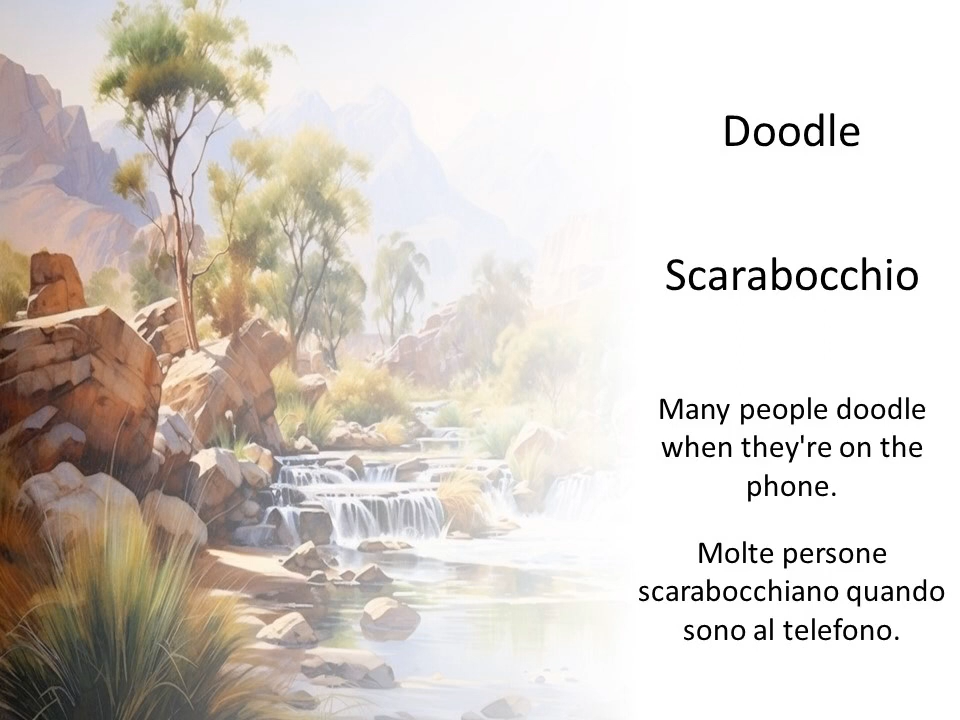 Doodle
Scarabocchio
Many people doodle
when they're on the
phone.
Molte persone
scarabocchiano quando
sono al telefono.